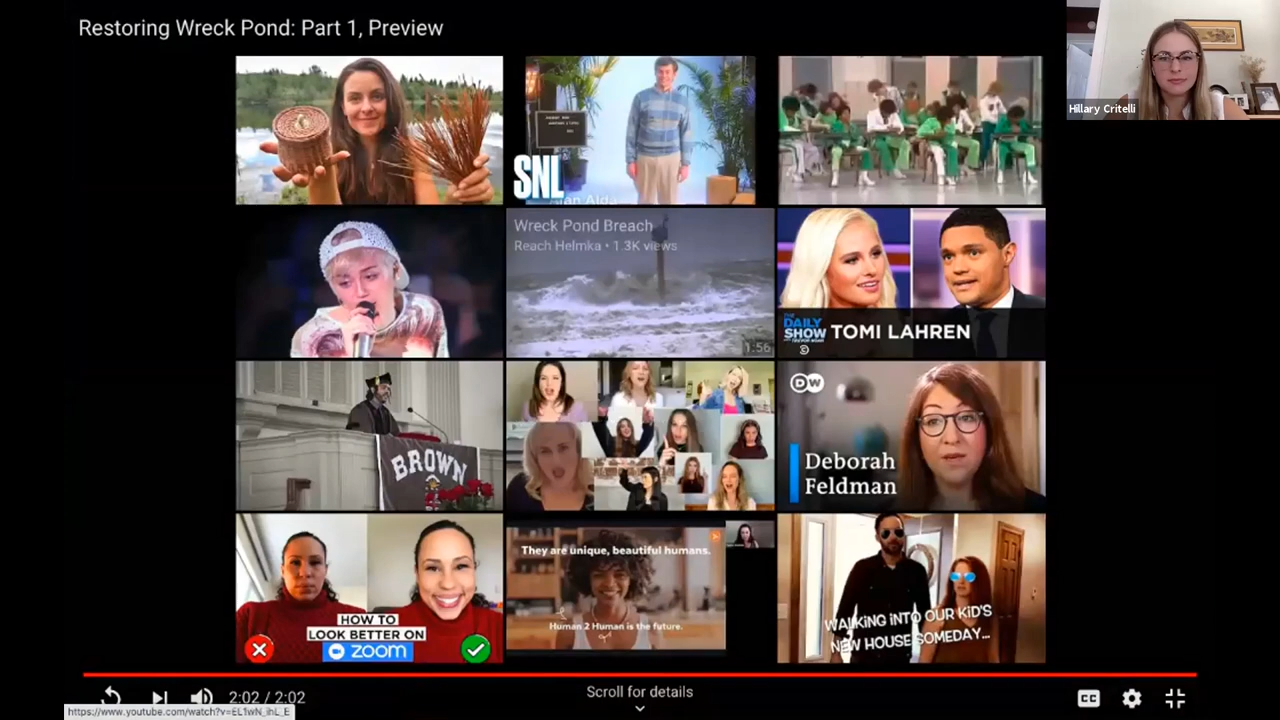 Restoring Wreck Pond: Part 1, Preview
Hillary Critelli
SNL
Alan Alda
Wreck Pond Breach
Reach Helmka • 1.3K views
1:56
THE
DAILY
SHOW
TOMI LAHREN
BROWN
DW
Deborah
Feldman
HOW TO
LOOK BETTER ON
zoom
They are unique, beautiful humans.
Human 2 Human is the future.
WALKING INTO OUR KID'S
NEW HOUSE SOMEDAY...
2:02 / 2:02
Scroll for details
CC
https://www.youtube.com/watch?v=EL1wN_ihL_E